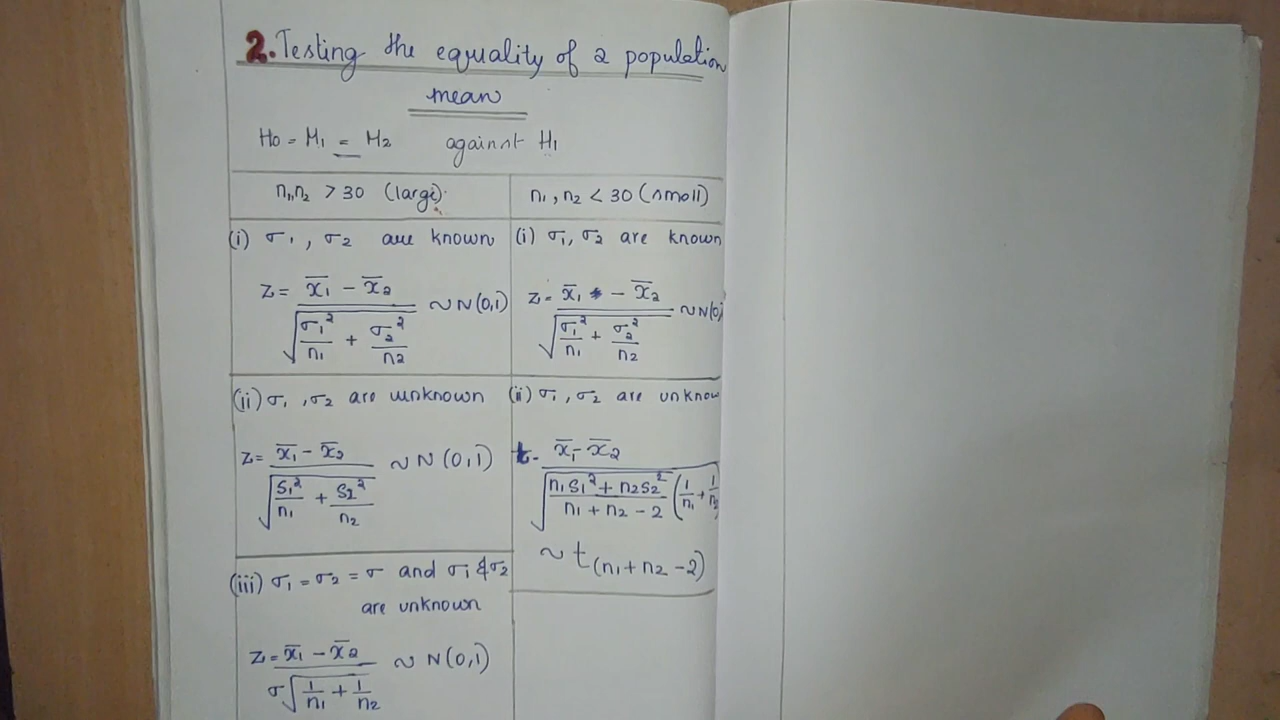 2. Testing the equality of 2 population
mean
H0 = M1 = M2 against H1
n1,n2 > 30 (large)
(i) σ1, σ2 are known
Z = x̄1 - x̄2 / √(σ1²/n1 + σ2²/n2) ~ N(0,1)
(ii) σ1, σ2 are unknown
Z = x̄1 - x̄2 / √(S1²/n1 + S2²/n2) ~ N(0,1)
(iii) σ1 = σ2 = σ and σ1 & σ2
are unknown
Z = x̄1 - x̄2 / σ√(1/n1 + 1/n2) ~ N(0,1)
n1, n2 < 30 (small)
(i) σ1, σ2 are known
Z = x̄1 - x̄2 / √(σ1²/n1 + σ2²/n2) ~ N(0,
(ii) σ1, σ2 are unknow
t = x̄1 - x̄2 / √(n1s1² + n2s2² / n1 + n2 - 2 (1/n1 + 1/n2))
~ t(n1 + n2 - 2)